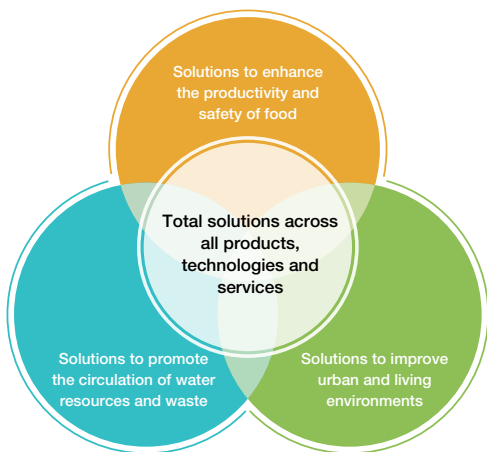 Solutions to enhance
the productivity and
safety of food
Total solutions across
all products,
technologies and
services
Solutions to promote
the circulation of water
resources and waste
Solutions to improve
urban and living
environments